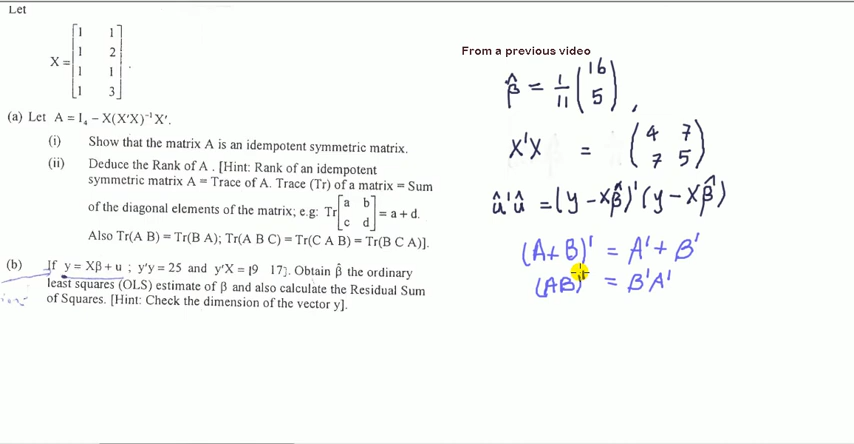 Let
X = [1 1
1 2
1 1
1 3].
(a) Let A = I₄ – X(X'X)⁻¹X'.
(i) Show that the matrix A is an idempotent symmetric matrix.
(ii) Deduce the Rank of A . [Hint: Rank of an idempotent
symmetric matrix A = Trace of A. Trace (Tr) of a matrix = Sum
of the diagonal elements of the matrix; e.g: Tr[a b
c d] = a + d.
Also Tr(A B) = Tr(B A); Tr(A B C) = Tr(C A B) = Tr(B C A)].
(b) If y = Xβ + u ; y'y = 25 and y'X = [9 17]. Obtain β̂ the ordinary
least squares (OLS) estimate of β and also calculate the Residual Sum
of Squares. [Hint: Check the dimension of the vector y].
From a previous video
β̂ = 1/11 (16
5),
X'X = (4 7
7 5)
û'û = (y – Xβ̂)'(y – Xβ̂)
(A+B)' = A' + B'
(AB)' = B'A'